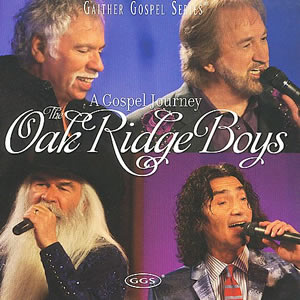 GAITHER GOSPEL SERIES
A Gospel Journey
The
Oak Ridge Boys
GGS